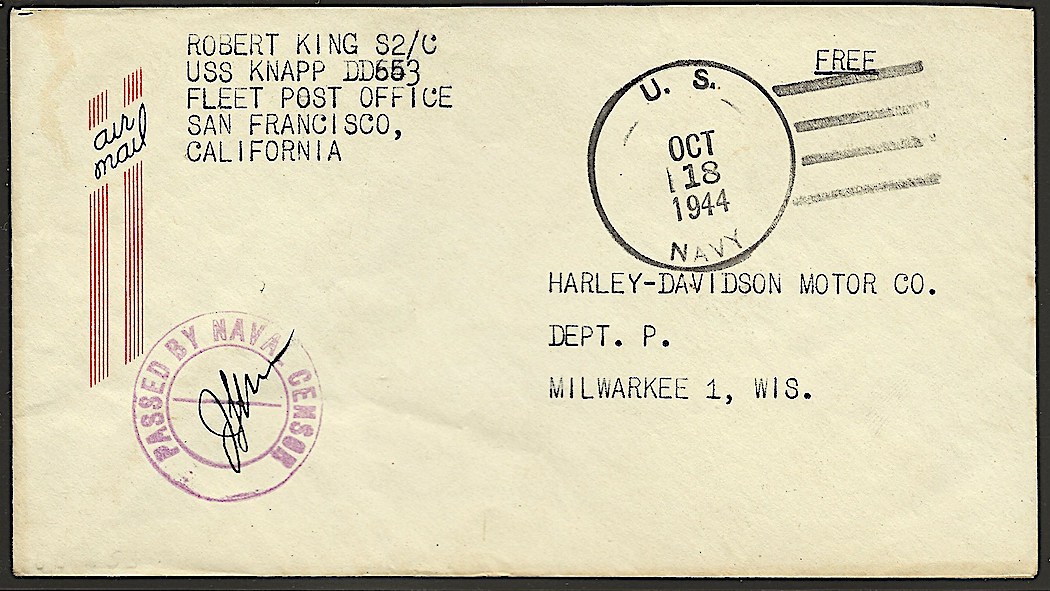 ROBERT KING S2/C
USS KNAPP DD653
FLEET POST OFFICE
SAN FRANCISCO,
CALIFORNIA
air
mail
FREE
U. S.
OCT
18
1944
NAVY
HARLEY-DAVIDSON MOTOR CO.
DEPT. P.
MILWARKEE 1, WIS.
PASSED BY NAVAL CENSOR